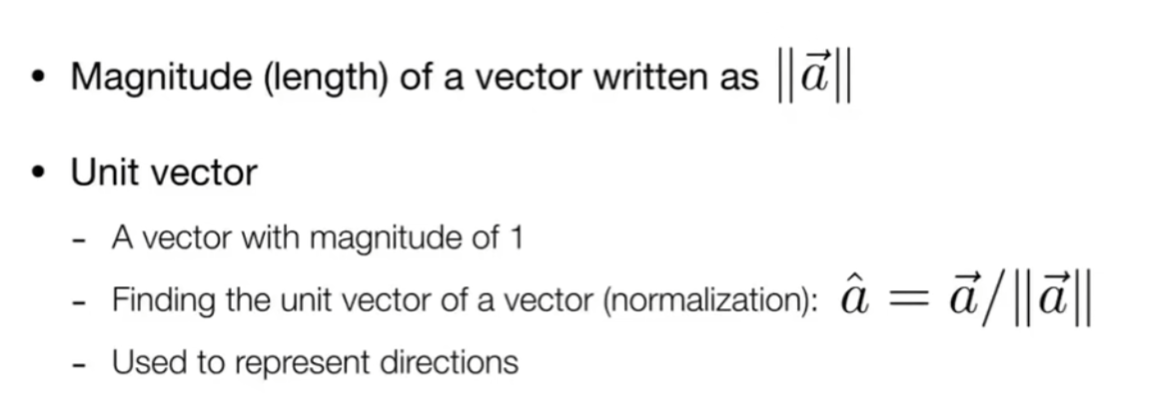 • Magnitude (length) of a vector written as ‖a⃗‖
• Unit vector
- A vector with magnitude of 1
- Finding the unit vector of a vector (normalization): â = a⃗/‖a⃗‖
- Used to represent directions